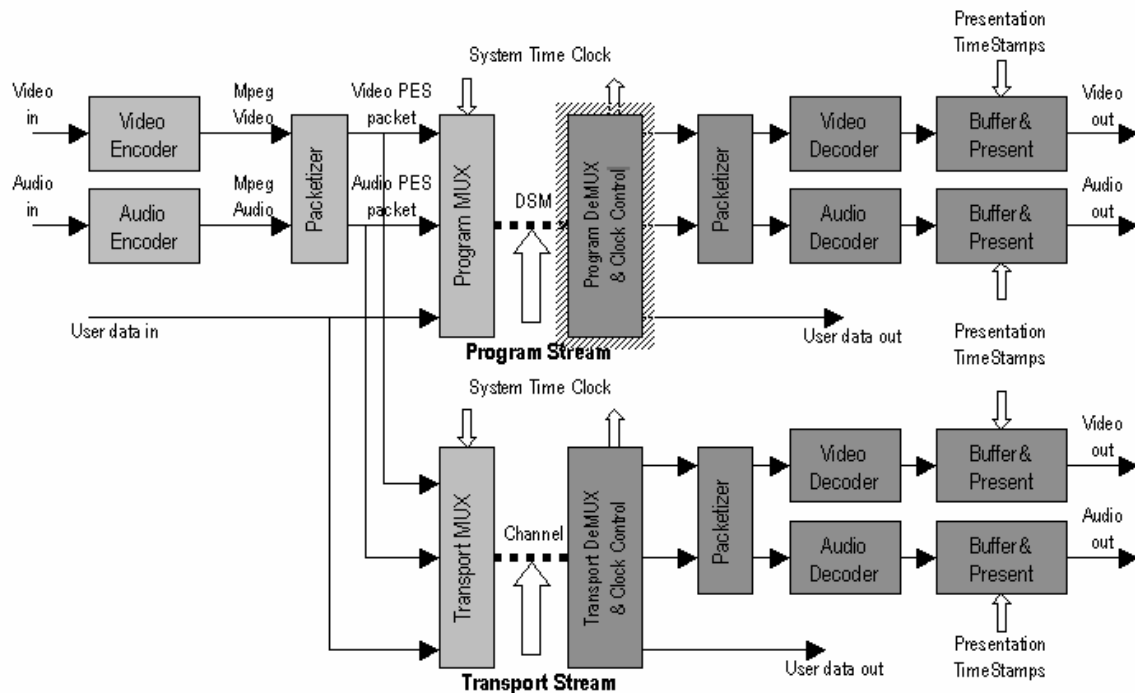 Presentation
TimeStamps
System Time Clock
Video
in
Mpeg
Video
Video PES
packet
Video
out
Video
Encoder
Packetizer
Program MUX
Program DeMUX
& Clock Control
Packetizer
Video
Decoder
Buffer&
Present
Audio
in
Mpeg
Audio
Audio PES
packet
DSM
Audio
out
Audio
Encoder
Audio
Decoder
Buffer&
Present
User data in
User data out
Program Stream
Presentation
TimeStamps
System Time Clock
Video
out
Transport MUX
Channel
Transport DeMUX
& Clock Control
Packetizer
Video
Decoder
Buffer&
Present
Audio
out
Audio
Decoder
Buffer&
Present
Presentation
TimeStamps
User data out
Transport Stream